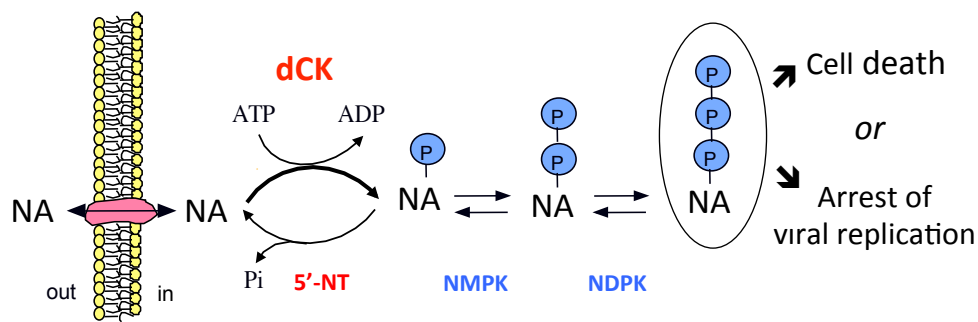 dCK
ATP
ADP
NA
NA
out
in
Pi
5’-NT
P
NA
NMPK
P
P
NA
NDPK
P
P
P
NA
Cell death
or
Arrest of
viral replication